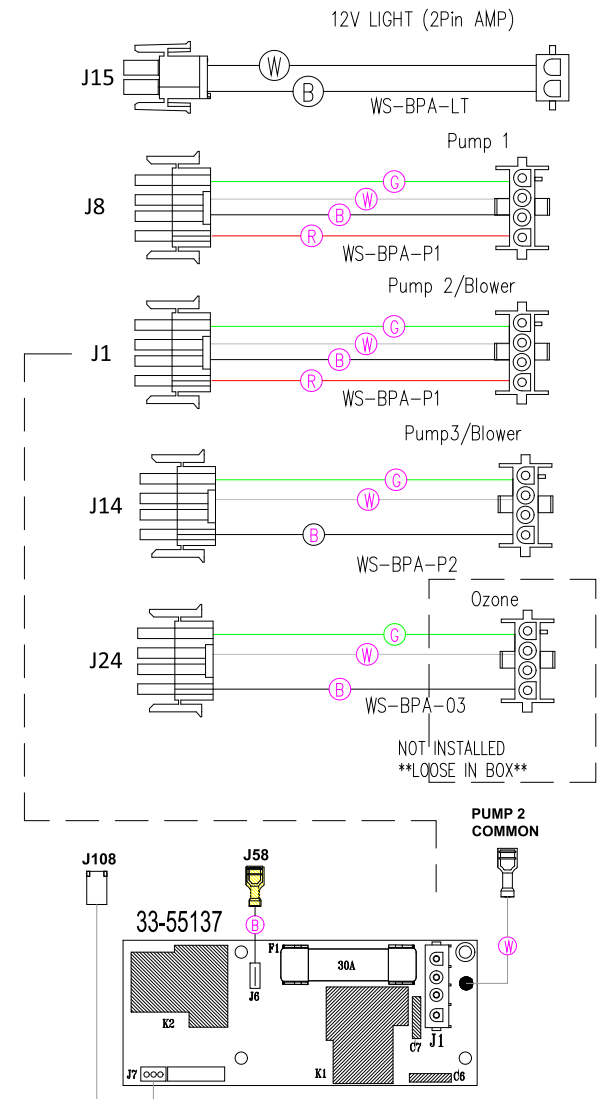 12V LIGHT (2Pin AMP)
J15
W
B
WS-BPA-LT
Pump 1
J8
G
W
B
R
WS-BPA-P1
Pump 2/Blower
J1
G
W
B
R
WS-BPA-P1
Pump3/Blower
J14
G
W
B
WS-BPA-P2
Ozone
J24
G
W
B
WS-BPA-03
NOT INSTALLED
**LOOSE IN BOX**
PUMP 2
COMMON
J108
J58
33-55137
B
W
F1
30A
J6
K2
C7
J1
J7
K1
C6